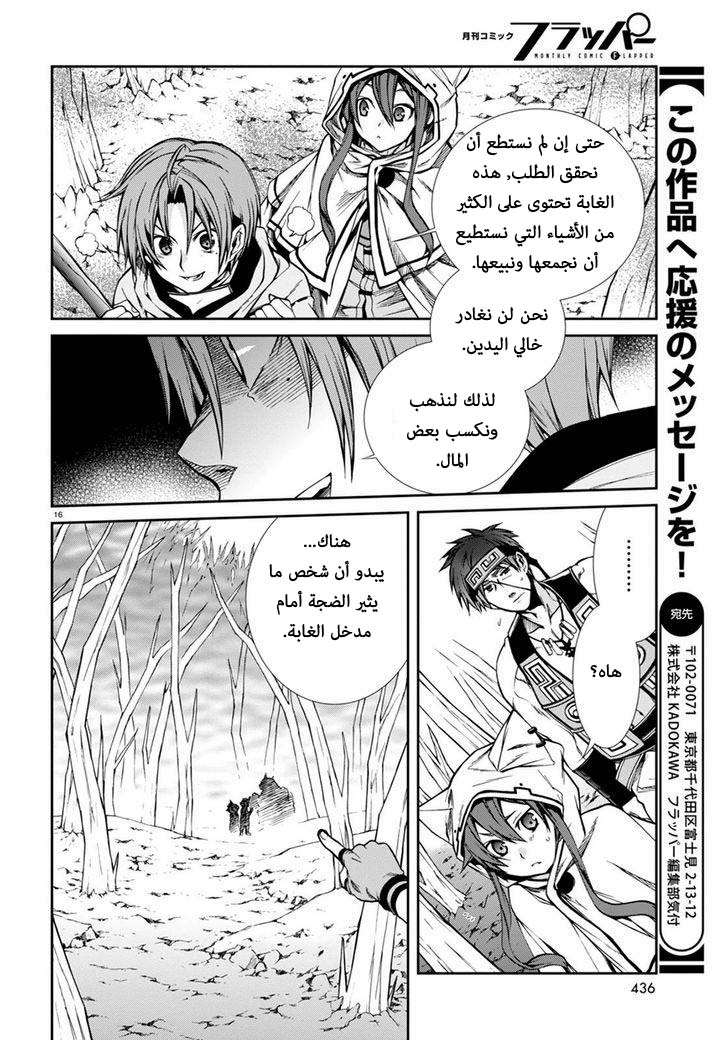 月刊コミック フラッパー
MONTHLY COMIC FLAPPER
حتى إن لم نستطع أن
نحقق الطلب, هذه
الغابة تحتوى على الكثير
من الأشياء التي نستطيع
أن نجمعها ونبيعها.
نحن لن نغادر
خالي اليدين.
لذلك لنذهب
ونكسب بعض
المال.
16
.........
هاه؟
هناك...
يبدو أن شخص ما
يثير الضجة أمام
مدخل الغابة.
この作品へ応援のメッセージを!
宛先
〒102-0071 東京都千代田区富士見 2-13-12
株式会社 KADOKAWA フラッパー編集部気付
436